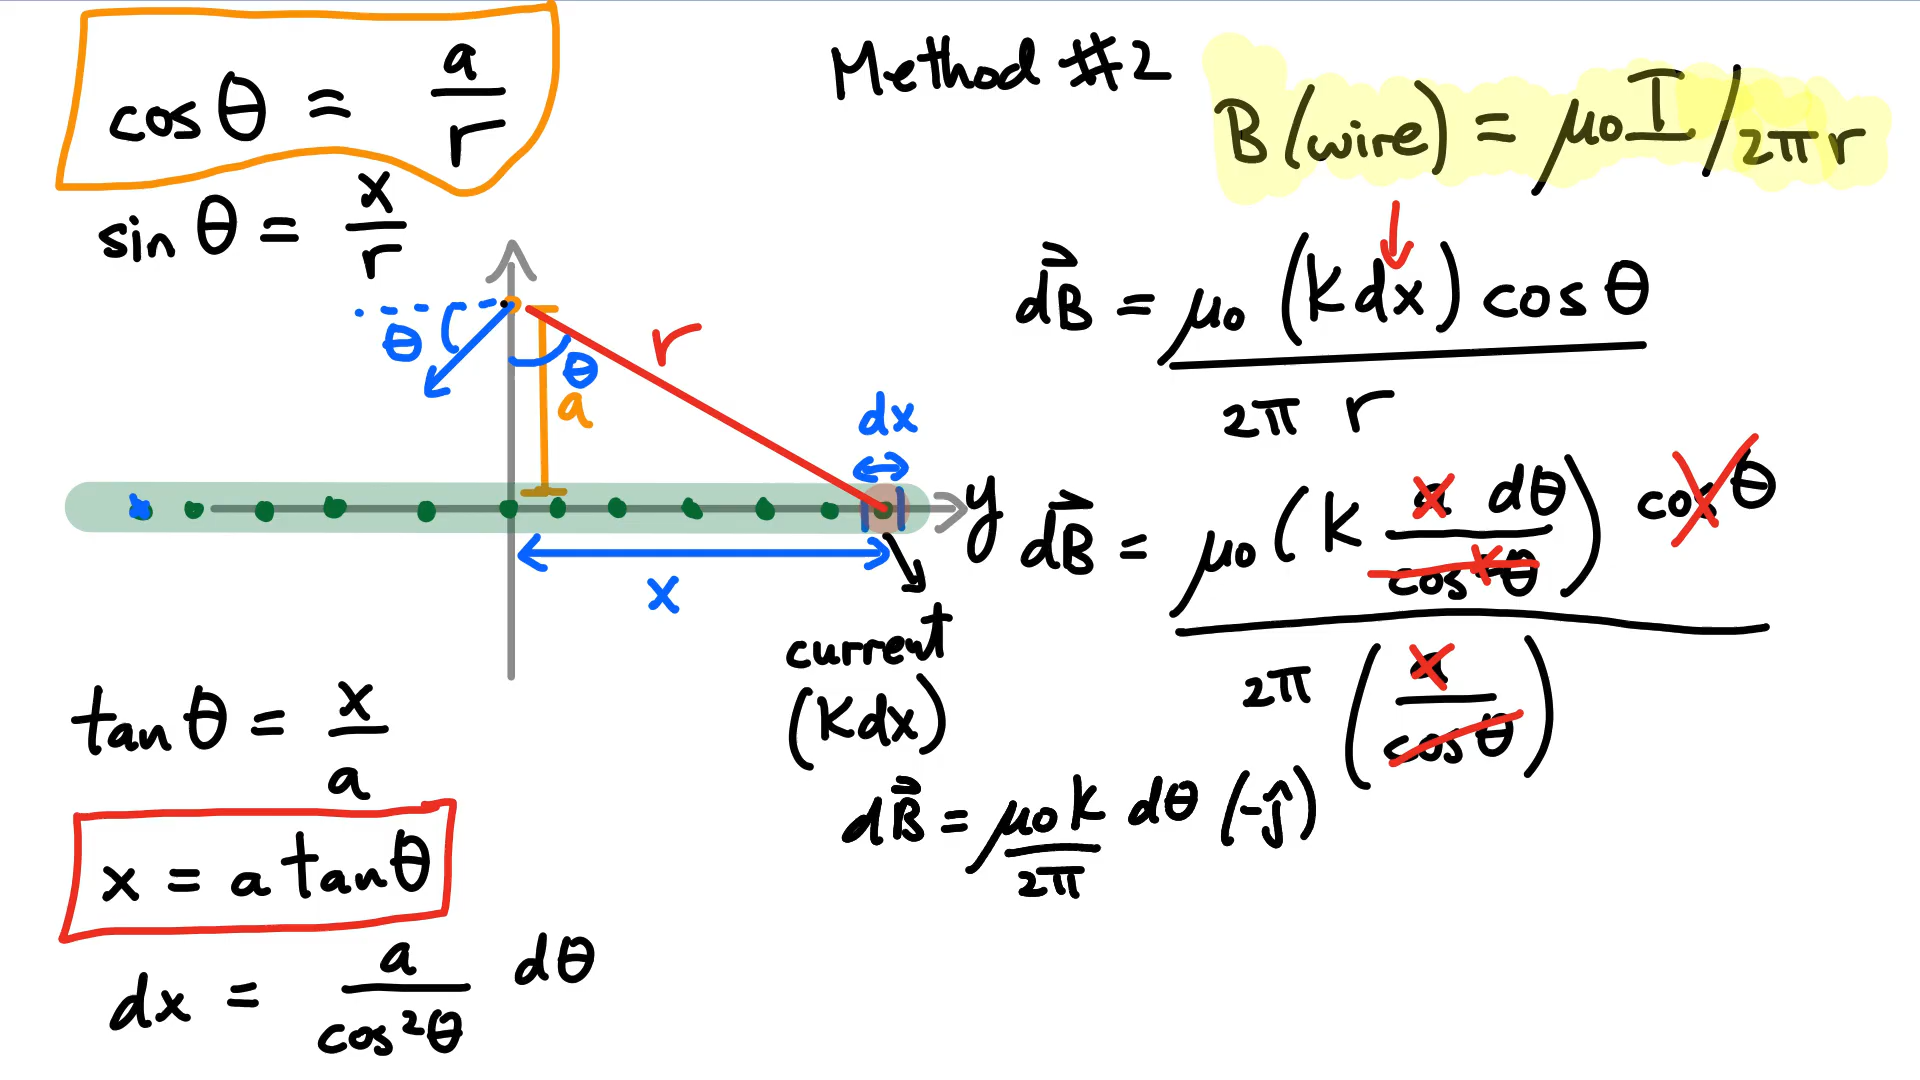 cos θ = a/r
sin θ = x/r
Method #2
B(wire) = μ₀I/2πr
dB⃗ = μ₀ (K dx) cos θ / 2π r
θ
θ
r
a
dx
y
x
current
(Kdx)
dB⃗ = μ₀ (K a dθ / cos²θ) cos θ / 2π (a / cos θ)
tan θ = x/a
x = a tan θ
dx = a / cos²θ dθ
dB⃗ = μ₀K/2π dθ (-ĵ)